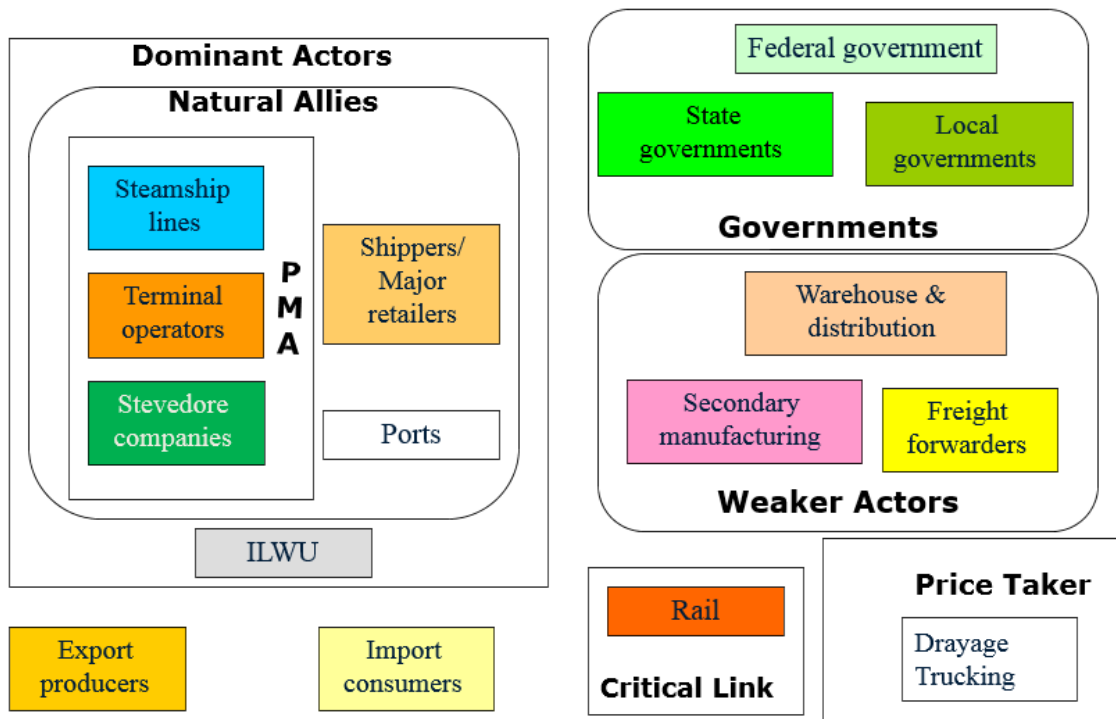 Dominant Actors
Natural Allies
Steamship
lines
Terminal
operators
Stevedore
companies
P
M
A
Shippers/
Major
retailers
Ports
ILWU
Export
producers
Import
consumers
Federal government
State
governments
Local
governments
Governments
Warehouse &
distribution
Secondary
manufacturing
Freight
forwarders
Weaker Actors
Rail
Critical Link
Price Taker
Drayage
Trucking